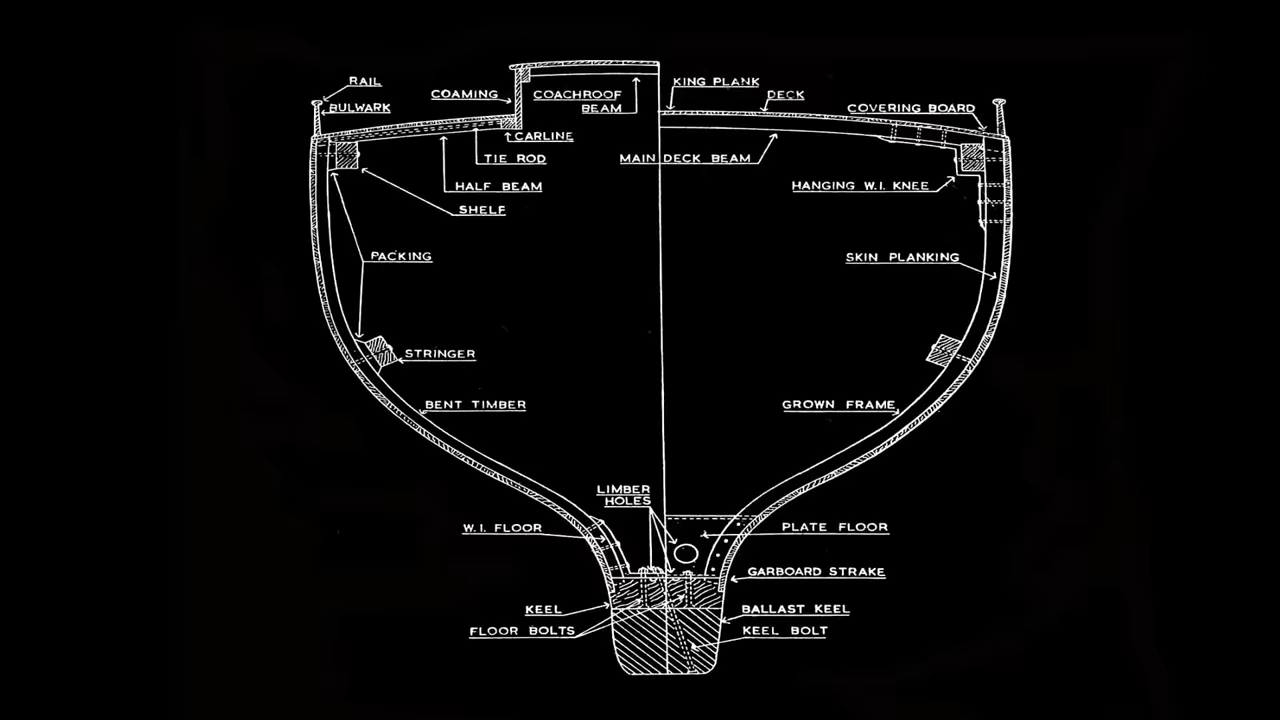 RAIL
BULWARK
COAMING
COACHROOF
BEAM
CARLINE
TIE ROD
HALF BEAM
SHELF
PACKING
STRINGER
BENT TIMBER
LIMBER
HOLES
W.I. FLOOR
KEEL
FLOOR BOLTS
KING PLANK
DECK
COVERING BOARD
MAIN DECK BEAM
HANGING W.I. KNEE
SKIN PLANKING
GROWN FRAME
PLATE FLOOR
GARBOARD STRAKE
BALLAST KEEL
KEEL BOLT